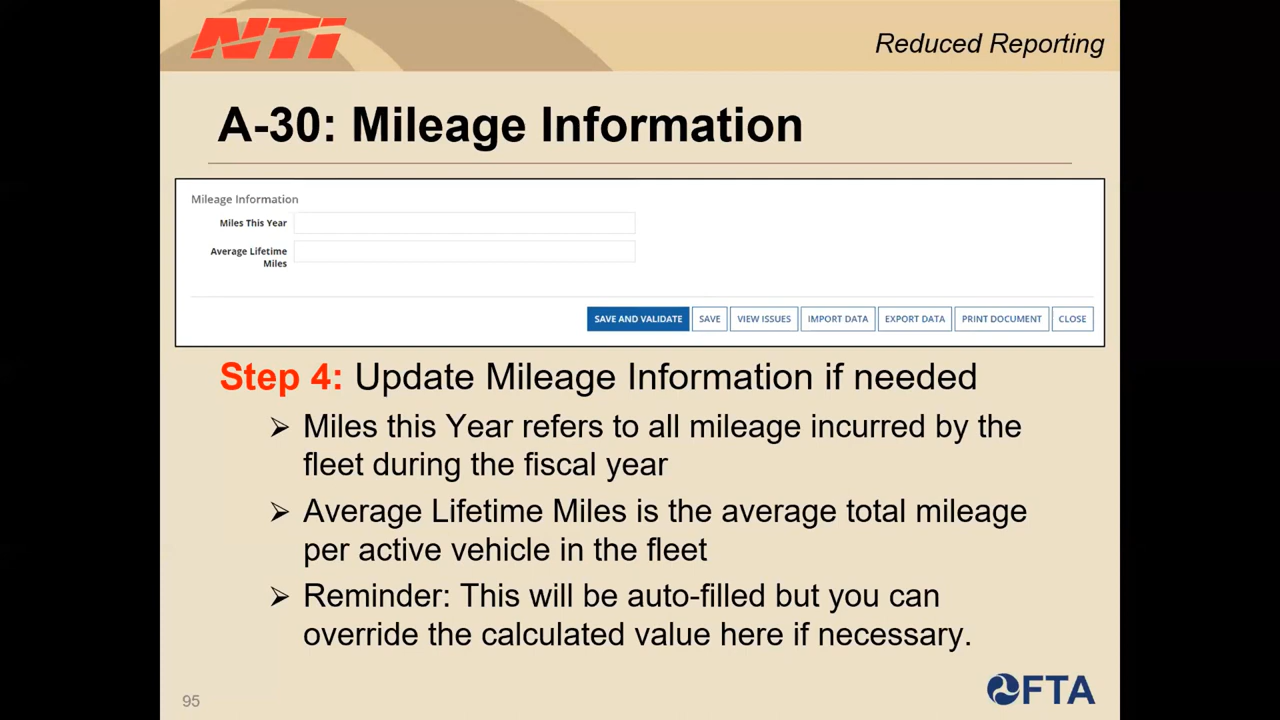 NTI
Reduced Reporting
A-30: Mileage Information
Mileage Information
Miles This Year
Average Lifetime
Miles
SAVE AND VALIDATE SAVE VIEW ISSUES IMPORT DATA EXPORT DATA PRINT DOCUMENT CLOSE
Step 4: Update Mileage Information if needed
➢ Miles this Year refers to all mileage incurred by the
fleet during the fiscal year
➢ Average Lifetime Miles is the average total mileage
per active vehicle in the fleet
➢ Reminder: This will be auto-filled but you can
override the calculated value here if necessary.
95
FTA